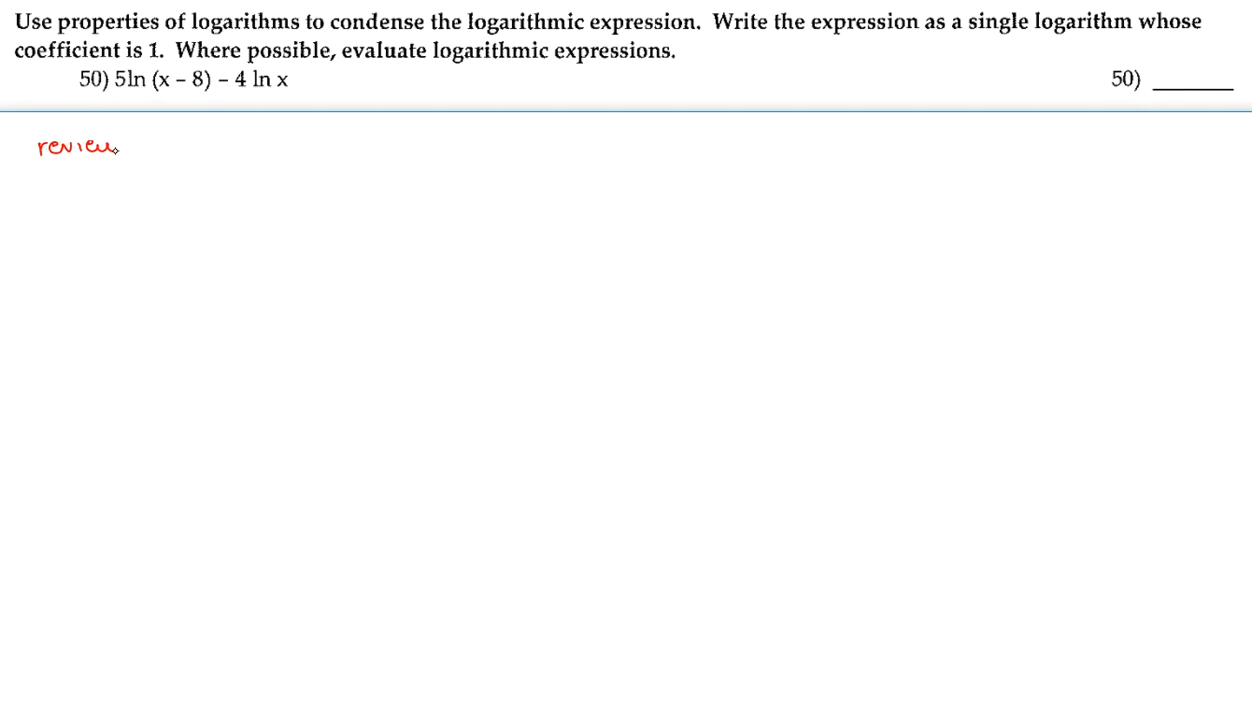 Use properties of logarithms to condense the logarithmic expression. Write the expression as a single logarithm whose
coefficient is 1. Where possible, evaluate logarithmic expressions.
50) 5ln (x – 8) – 4 ln x 50) ________
review